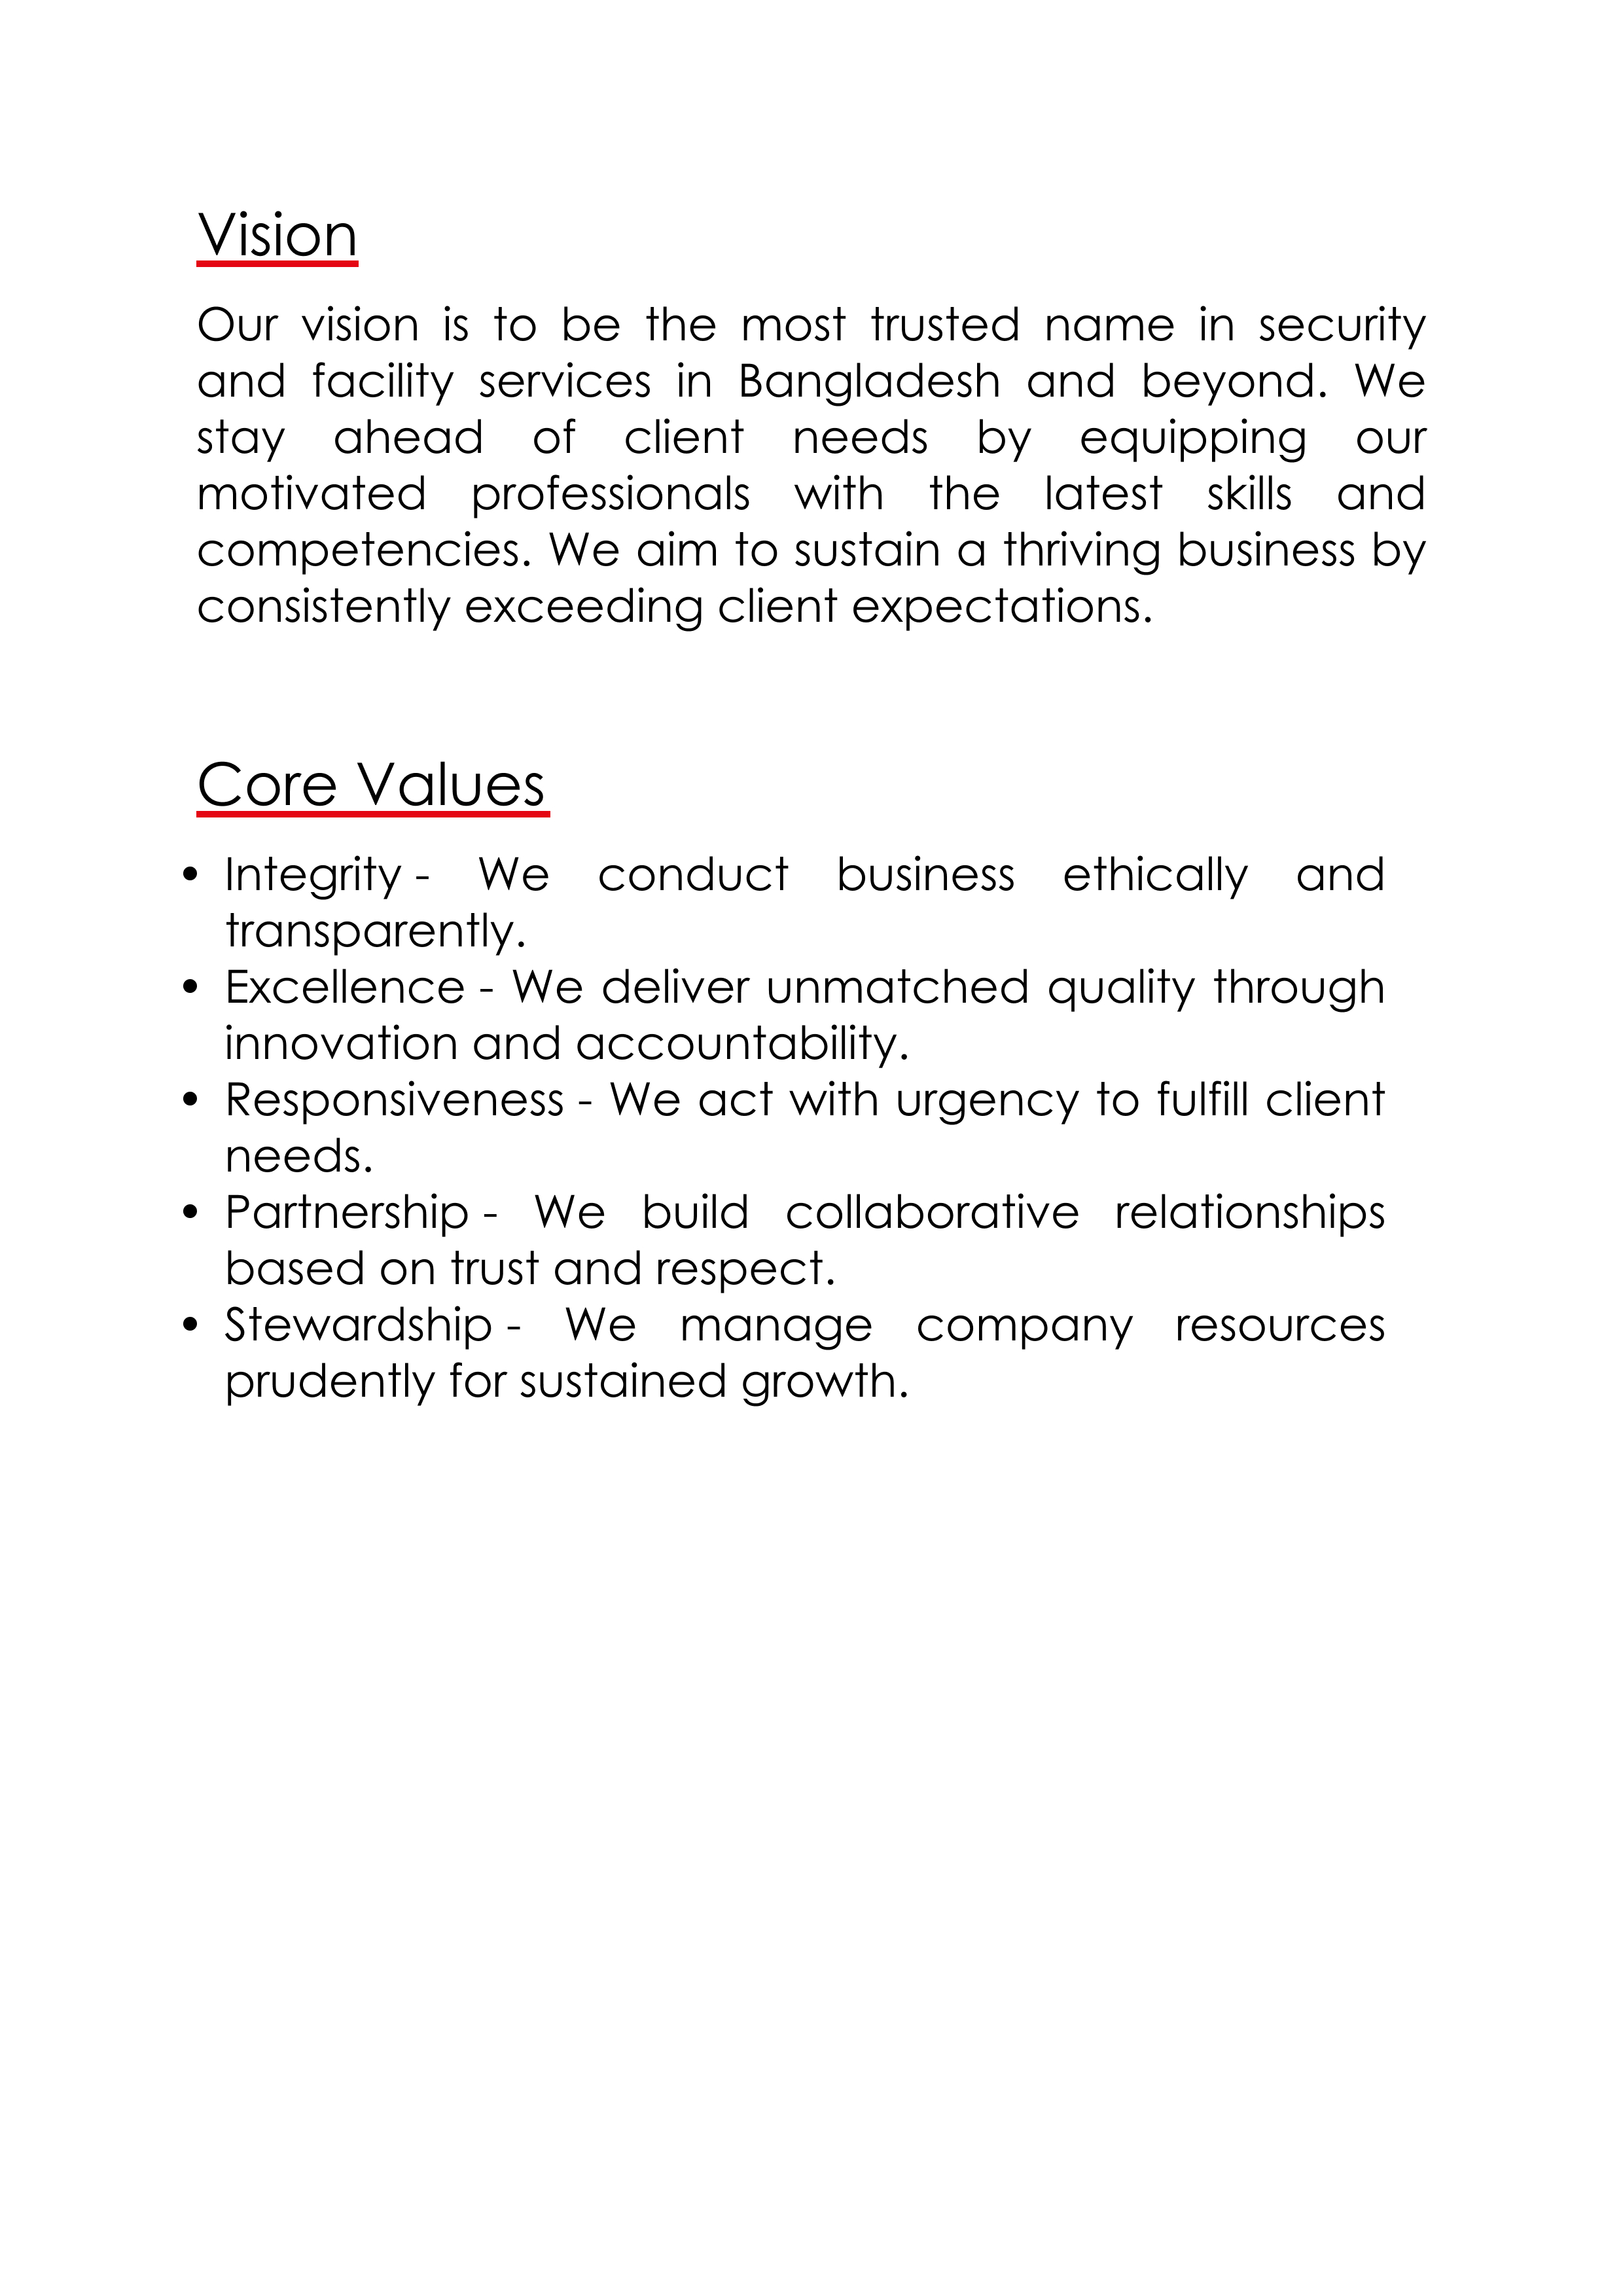 Vision
Our vision is to be the most trusted name in security
and facility services in Bangladesh and beyond. We
stay ahead of client needs by equipping our
motivated professionals with the latest skills and
competencies. We aim to sustain a thriving business by
consistently exceeding client expectations.
Core Values
• Integrity - We conduct business ethically and
transparently.
• Excellence - We deliver unmatched quality through
innovation and accountability.
• Responsiveness - We act with urgency to fulfill client
needs.
• Partnership - We build collaborative relationships
based on trust and respect.
• Stewardship - We manage company resources
prudently for sustained growth.